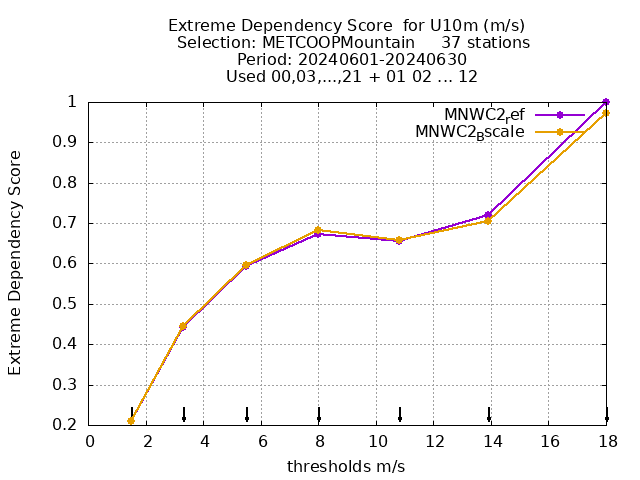 Extreme Dependency Score  for U10m (m/s)
Selection: METCOOPMountain     37 stations
Period: 20240601-20240630
Used 00,03,...,21 + 01 02 ... 12
MNWC2ref
MNWC2Bscale
1
0.9
0.8
0.7
0.6
0.5
0.4
0.3
0.2
Extreme Dependency Score
0 2 4 6 8 10 12 14 16 18
thresholds m/s